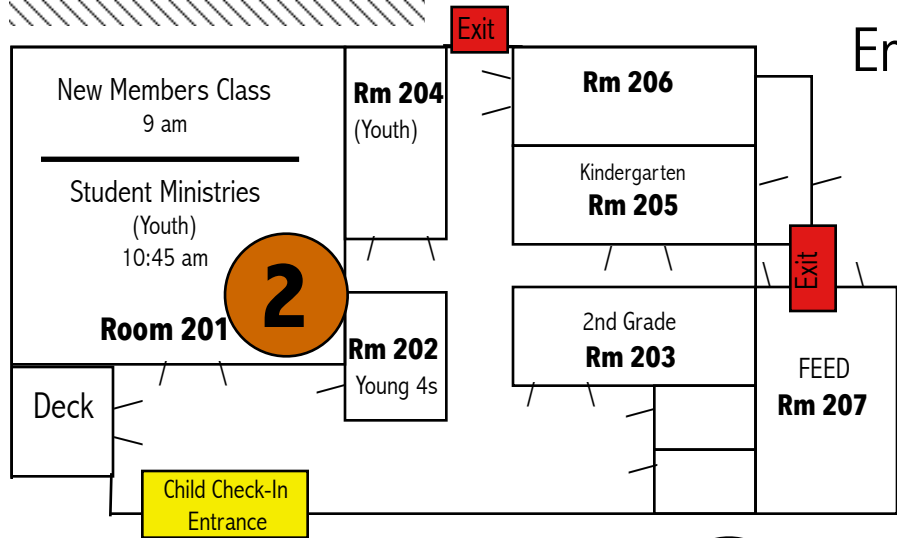 Exit
En
New Members Class
9 am
Student Ministries
(Youth)
10:45 am
Room 201
2
Rm 204
(Youth)
Rm 206
Kindergarten
Rm 205
Exit
Rm 202
Young 4s
2nd Grade
Rm 203
FEED
Rm 207
Deck
Child Check-In
Entrance